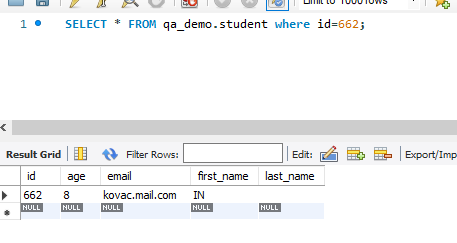 Limit to 1000 rows
1 SELECT * FROM qa_demo.student where id=662;
Result Grid Filter Rows: Edit: Export/Imp
id age email first_name last_name
662 8 kovac.mail.com IN
NULL NULL NULL NULL NULL